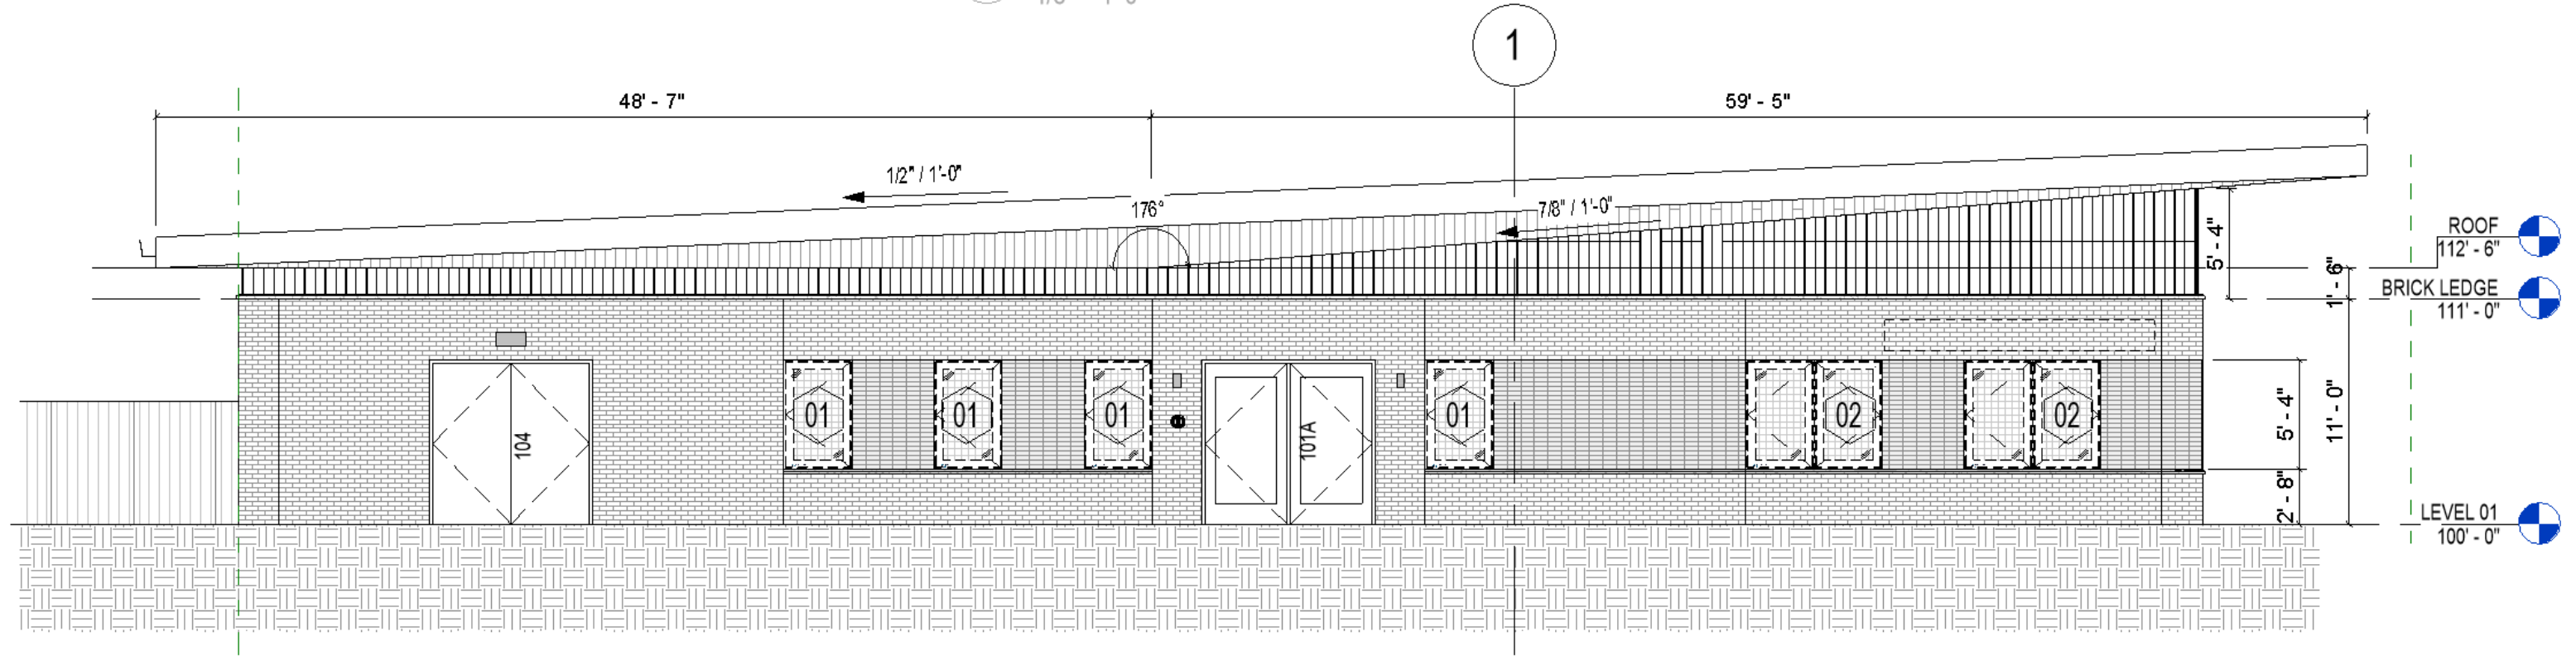 1
48' - 7"
59' - 5"
1/2" / 1'-0"
176°
7/8" / 1'-0"
5' - 4"
ROOF
112' - 6"
1' - 6"
BRICK LEDGE
111' - 0"
104
01
01
01
101A
01
02
02
5' - 4"
11' - 0"
2' - 8"
LEVEL 01
100' - 0"